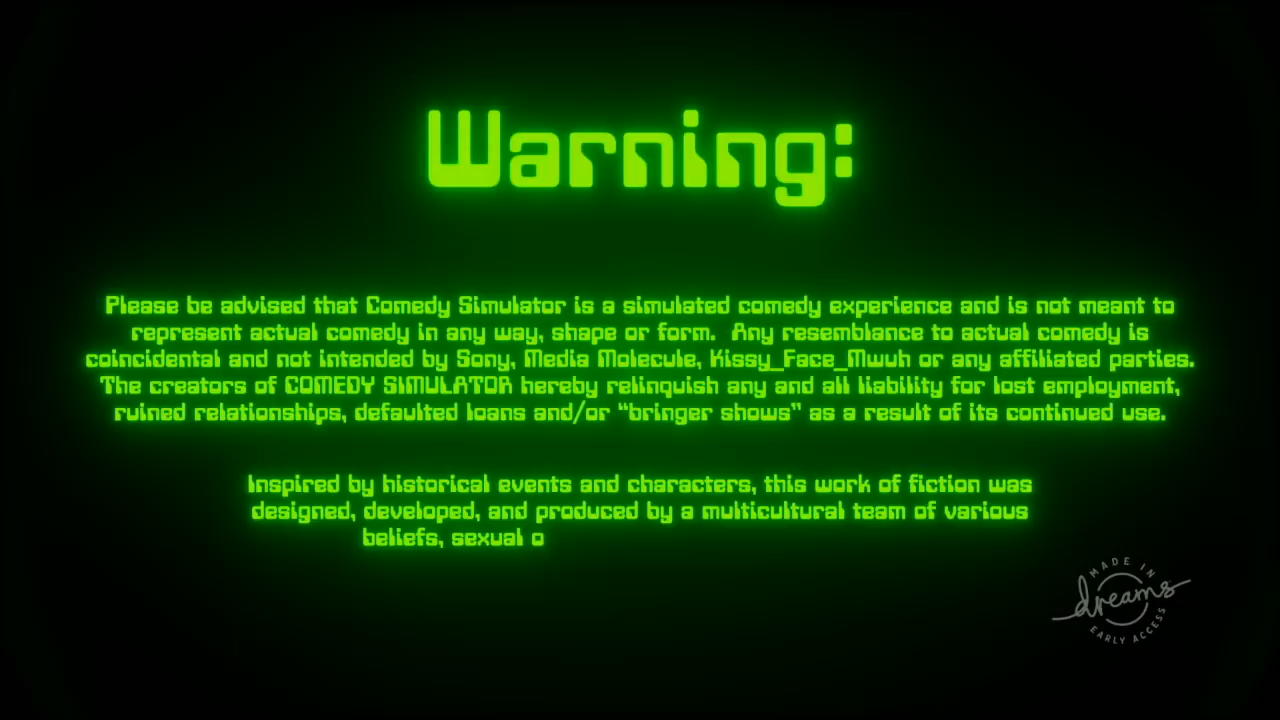 Warning:
Please be advised that Comedy Simulator is a simulated comedy experience and is not meant to
represent actual comedy in any way, shape or form.  Any resemblance to actual comedy is
coincidental and not intended by Sony, Media Molecule, Kissy_Face_Mwuh or any affiliated parties.
The creators of COMEDY SIMULATOR hereby relinquish any and all liability for lost employment,
ruined relationships, defaulted loans and/or “bringer shows” as a result of its continued use.
Inspired by historical events and characters, this work of fiction was
designed, developed, and produced by a multicultural team of various
beliefs, sexual o
MADE IN
dreams
EARLY ACCESS